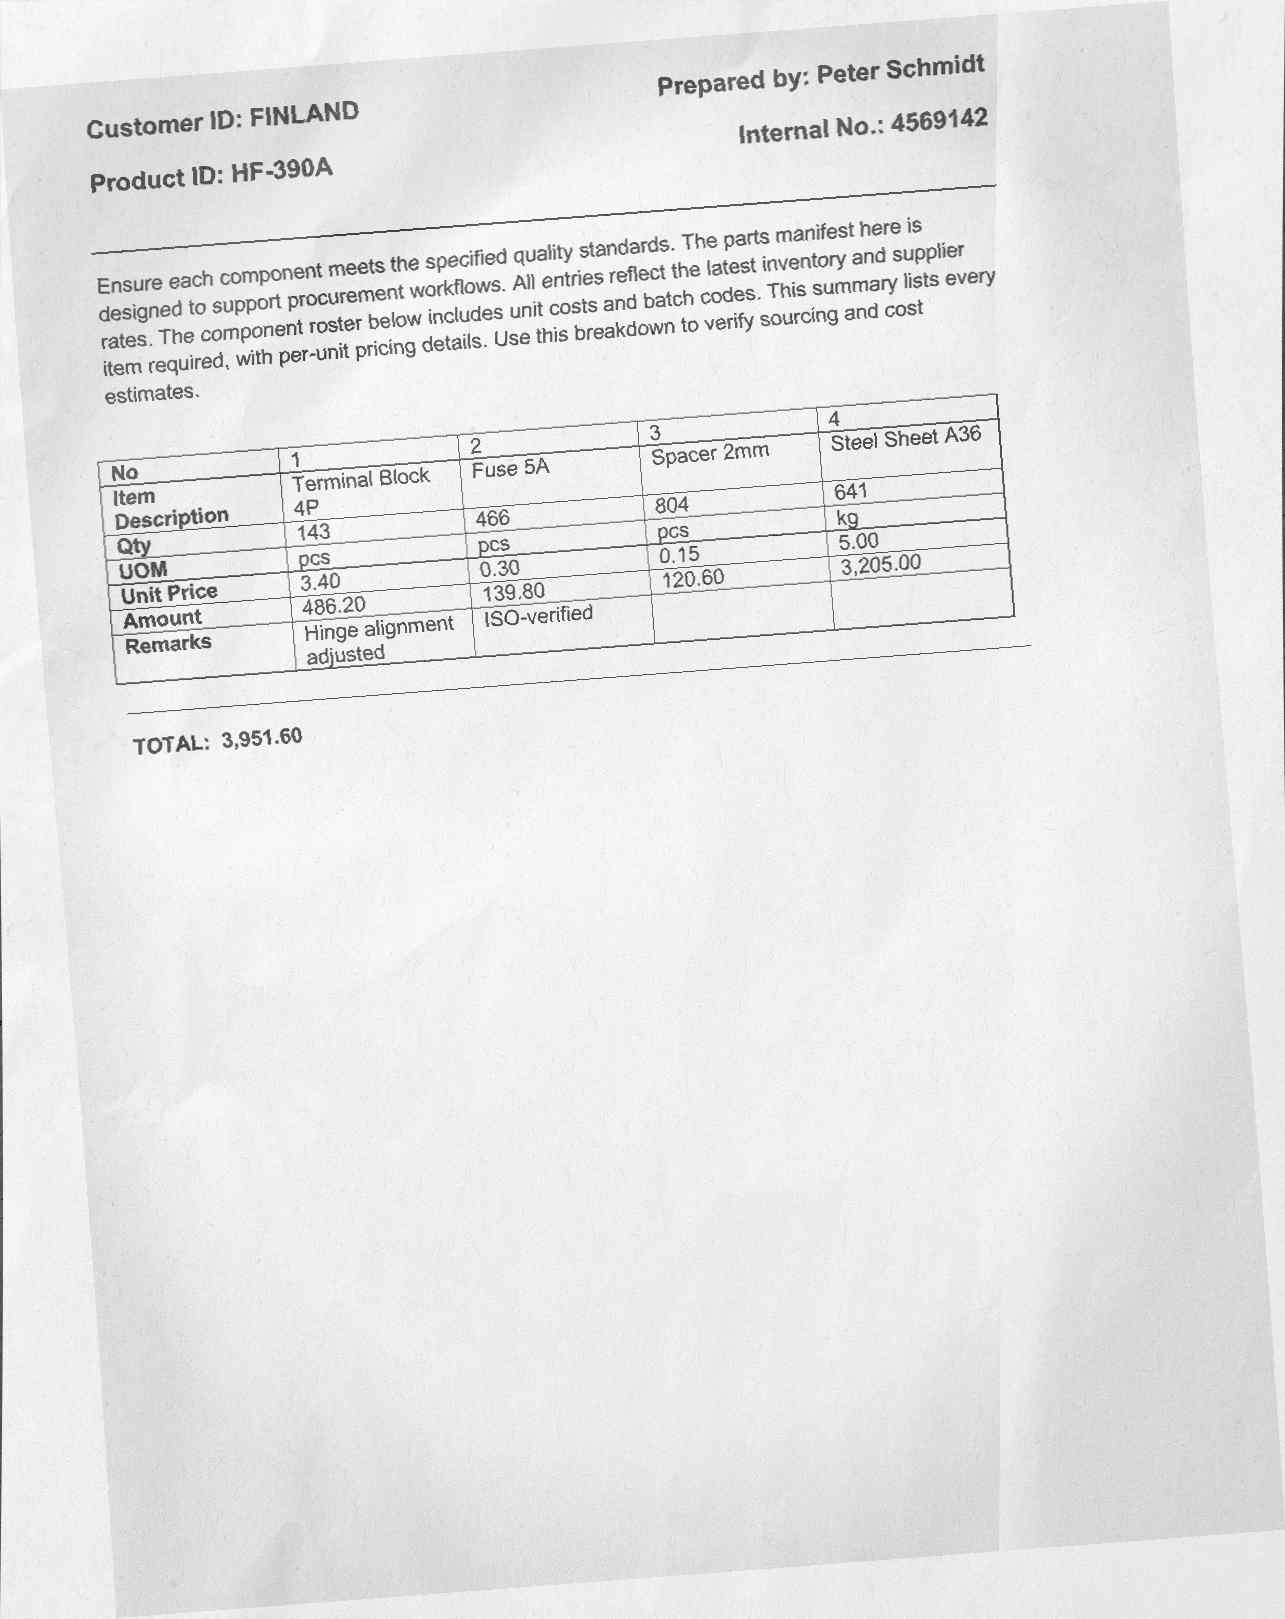 Customer ID: FINLAND
Prepared by: Peter Schmidt
Product ID: HF-390A
Internal No.: 4569142
Ensure each component meets the specified quality standards. The parts manifest here is
designed to support procurement workflows. All entries reflect the latest inventory and supplier
rates. The component roster below includes unit costs and batch codes. This summary lists every
item required, with per-unit pricing details. Use this breakdown to verify sourcing and cost
estimates.
No 1 2 3 4
Item Terminal Block Fuse 5A Spacer 2mm Steel Sheet A36
Description 4P
Qty 143 466 804 641
UOM pcs pcs pcs kg
Unit Price 3.40 0.30 0.15 5.00
Amount 486.20 139.80 120.60 3,205.00
Remarks Hinge alignment ISO-verified
adjusted
TOTAL: 3,951.60